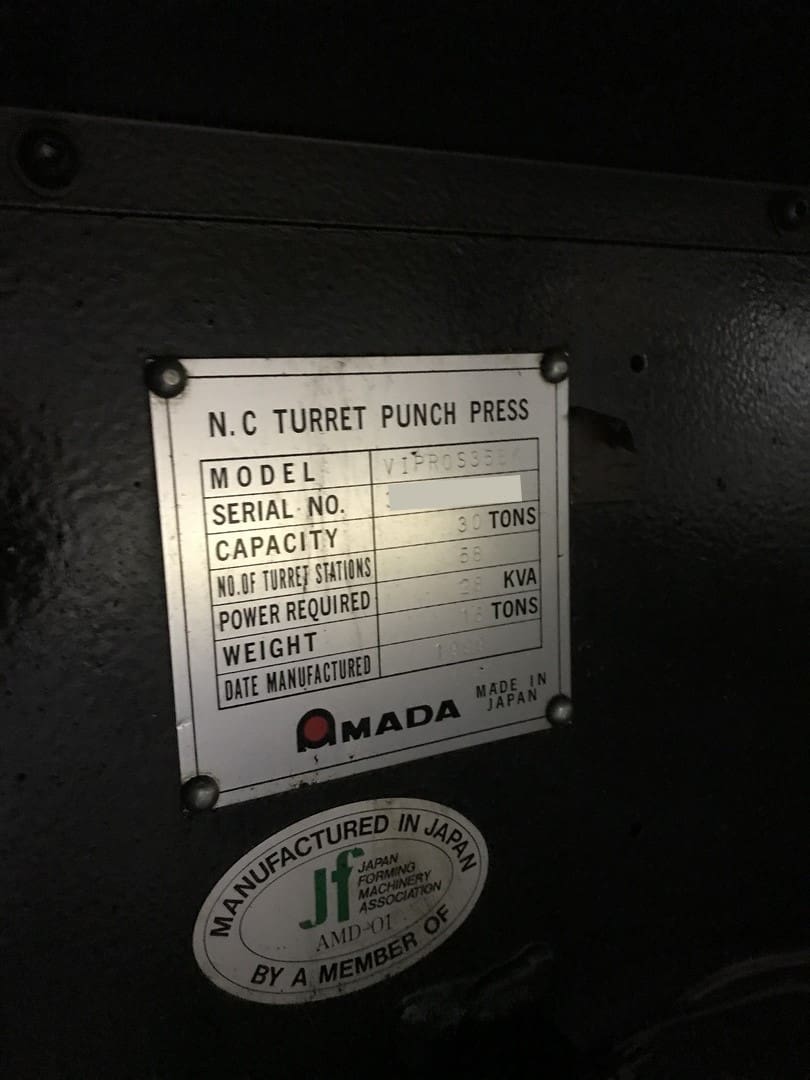 N.C TURRET PUNCH PRESS
MODEL
SERIAL NO.
CAPACITY 30 TONS
NO.OF TURRET STATIONS 58
POWER REQUIRED KVA
WEIGHT TONS
DATE MANUFACTURED
AMADA MADE IN
JAPAN
MANUFACTURED IN JAPAN
Jf JAPAN
FORMING
MACHINERY
ASSOCIATION
AMD-01
BY A MEMBER OF